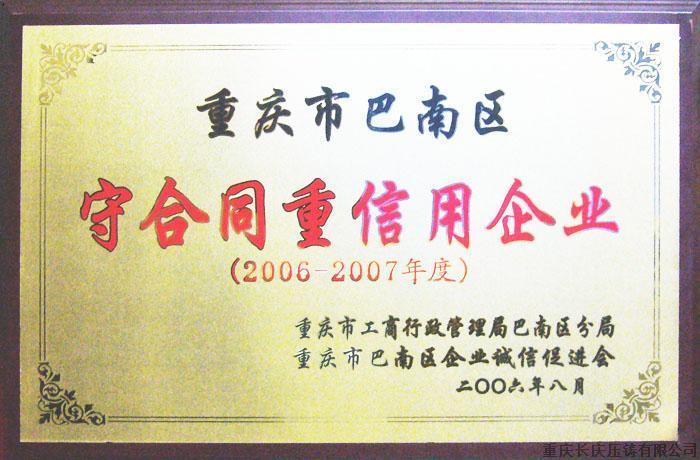 重庆市巴南区
守合同重信用企业
(2006-2007年度)
重庆市工商行政管理局巴南区分局
重庆市巴南区企业诚信促进会
二〇〇六年八月
重庆长庆压铸有限公司